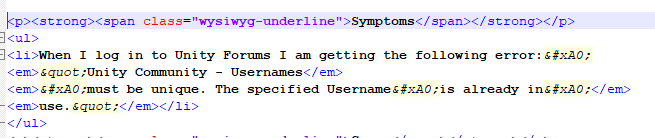 <p><strong><span class="wysiwyg-underline">Symptoms</span></strong></p>
<ul>
<li>When I log in to Unity Forums I am getting the following error:&#xA0;
<em>&quot;Unity Community - Usernames</em>
<em>&#xA0;must be unique. The specified Username&#xA0;is already in&#xA0;</em>
<em>use.&quot;</em></li>
</ul>